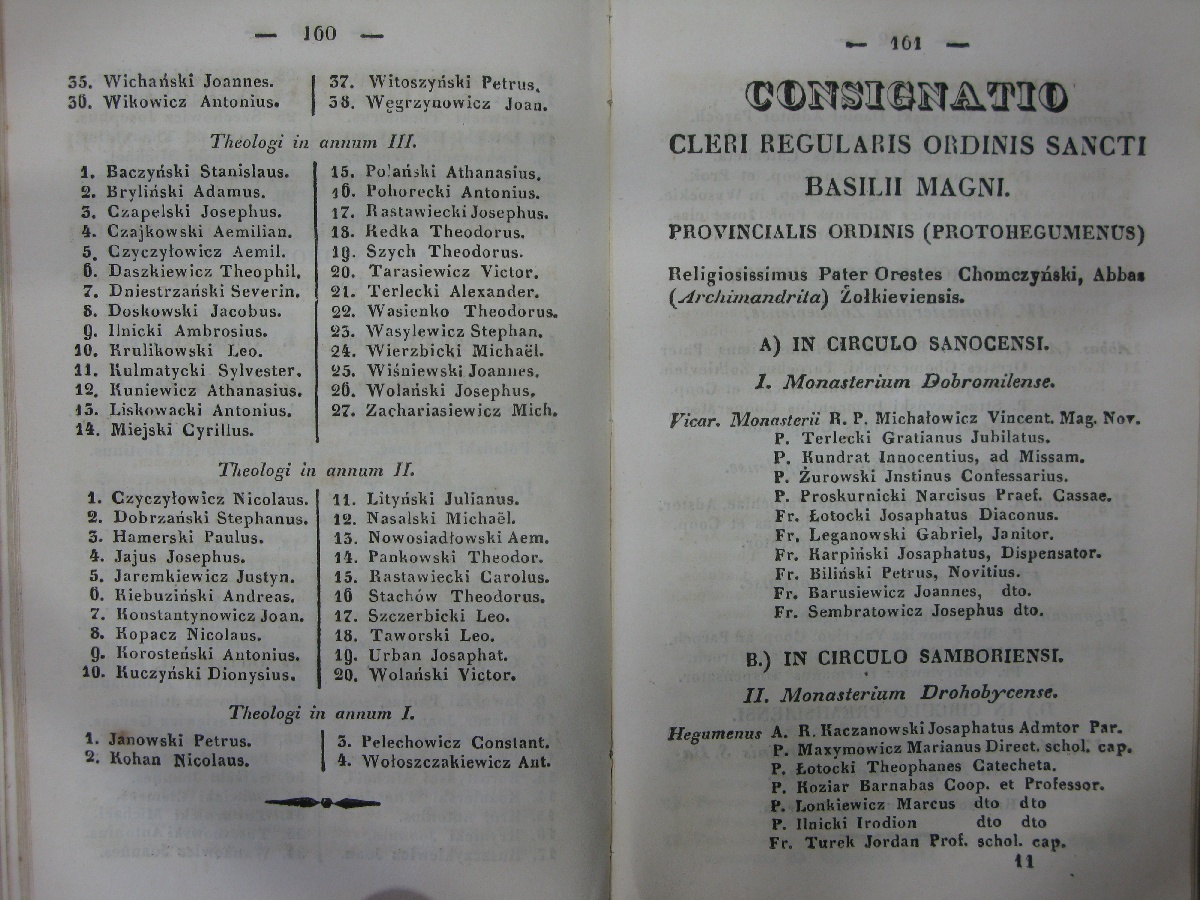 — 160 —
35. Wichański Joannes.
36. Wikowicz Antonius.
37. Witoszyński Petrus.
38. Węgrzynowicz Joan.
Theologi in annum III.
1. Baczyński Stanislaus.
2. Bryliński Adamus.
3. Czapelski Josephus.
4. Czajkowski Aemilian.
5. Czyczyłowicz Aemil.
6. Daszkiewicz Theophil.
7. Dniestrzański Severin.
8. Doskowski Jacobus.
9. Ilnicki Ambrosius.
10. Krulikowski Leo.
11. Kulmatycki Sylvester.
12. Kuniewicz Athanasius.
13. Liskowacki Antonius.
14. Miejski Cyrillus.
15. Polański Athanasius.
16. Pohorecki Antonius.
17. Rastawiecki Josephus.
18. Redka Theodorus.
19. Szych Theodorus.
20. Tarasiewicz Victor.
21. Terlecki Alexander.
22. Wasienko Theodorus.
23. Wasylewicz Stephan.
24. Wierzbicki Michaël.
25. Wiśniewski Joannes.
26. Wolański Josephus.
27. Zachariasiewicz Mich.
Theologi in annum II.
1. Czyczyłowicz Nicolaus.
2. Dobrzański Stephanus.
3. Hamerski Paulus.
4. Jajus Josephus.
5. Jaremkiewicz Justyn.
6. Kiebuziński Andreas.
7. Konstantynowicz Joan.
8. Kopacz Nicolaus.
9. Korosteński Antonius.
10. Kuczyński Dionysius.
11. Lityński Julianus.
12. Nasalski Michaël.
13. Nowosiadłowski Aem.
14. Pankowski Theodor.
15. Rastawiecki Carolus.
16 Stachów Theodorus.
17. Szczerbicki Leo.
18. Taworski Leo.
19. Urban Josaphat.
20. Wolański Victor.
Theologi in annum I.
1. Janowski Petrus.
2. Kohan Nicolaus.
3. Pelechowicz Constant.
4. Wołoszczakiewicz Ant.
— 161 —
CONSIGNATIO
CLERI REGULARIS ORDINIS SANCTI
BASILII MAGNI.
PROVINCIALIS ORDINIS (PROTOHEGUMENUS)
Religiosissimus Pater Orestes Chomczyński, Abbas
(Archimandrita) Żołkieviensis.
A) IN CIRCULO SANOCENSI.
I. Monasterium Dobromilense.
Vicar. Monasterii R. P. Michałowicz Vincent. Mag. Nov.
P. Terlecki Gratianus Jubilatus.
P. Kundrat Innocentius, ad Missam.
P. Żurowski Jnstinus Confessarius.
P. Proskurnicki Narcisus Praef. Cassae.
Fr. Łotocki Josaphatus Diaconus.
Fr. Leganowski Gabriel, Janitor.
Fr. Karpiński Josaphatus, Dispensator.
Fr. Biliński Petrus, Novitius.
Fr. Barusiewicz Joannes, dto.
Fr. Sembratowicz Josephus dto.
B.) IN CIRCULO SAMBORIENSI.
II. Monasterium Drohobycense.
Hegumenus A. R. Kaczanowski Josaphatus Admtor Par.
P. Maxymowicz Marianus Direct. schol. cap.
P. Łotocki Theophanes Catecheta.
P. Koziar Barnabas Coop. et Professor.
P. Lonkiewicz Marcus dto dto
P. Ilnicki Irodion dto dto
Fr. Turek Jordan Prof. schol. cap.
11